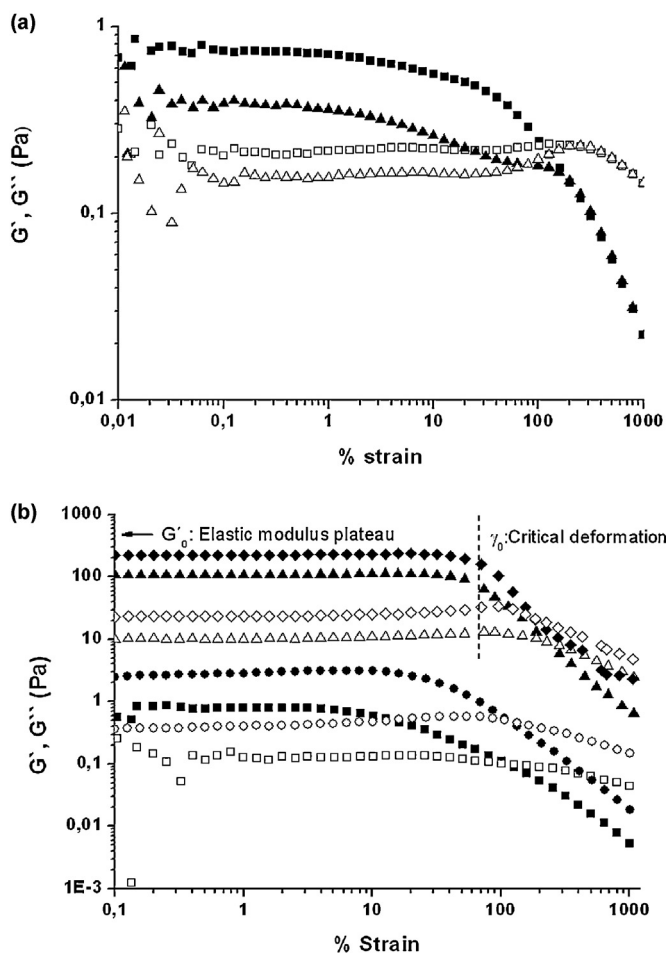 (a)
1
0,1
0,01
G`, G`` (Pa)
0,01 0,1 1 10 100 1000
% strain
(b)
1000
100
10
1
0,1
0,01
1E-3
G`, G`` (Pa)
G´0: Elastic modulus plateau
γ0:Critical deformation
0,1 1 10 100 1000
% Strain